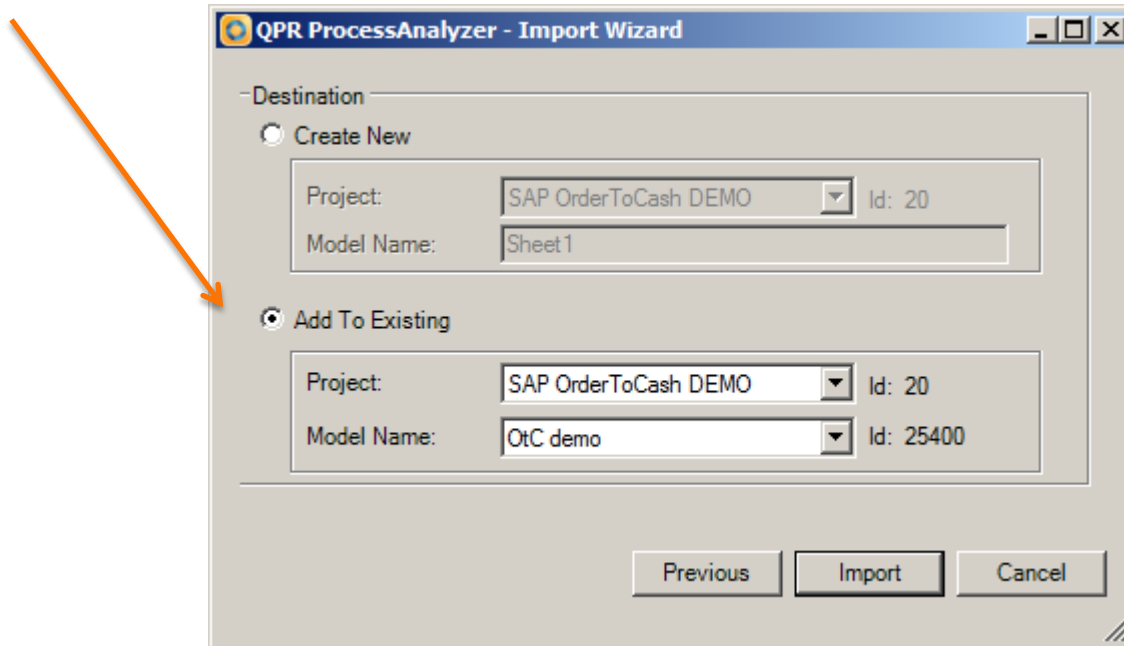 QPR ProcessAnalyzer - Import Wizard
Destination
Create New
Project: SAP OrderToCash DEMO Id: 20
Model Name: Sheet1
Add To Existing
Project: SAP OrderToCash DEMO Id: 20
Model Name: OtC demo Id: 25400
Previous Import Cancel